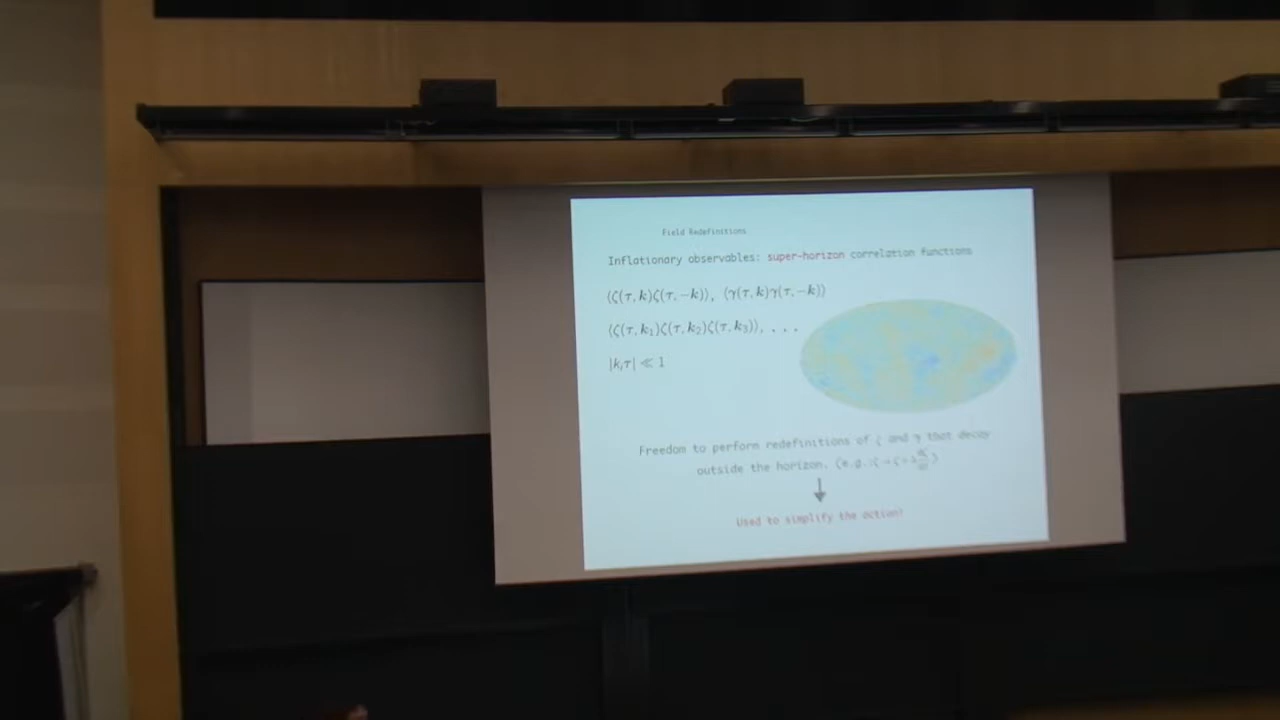 Field Redefinitions
Inflationary observables: super-horizon correlation functions
⟨ζ(τ,k)ζ(τ,−k)⟩, ⟨γ(τ,k)γ(τ,−k)⟩
⟨ζ(τ,k₁)ζ(τ,k₂)ζ(τ,k₃)⟩, ...
|kᵢτ| ≪ 1
Freedom to perform redefinitions of ζ and γ that decay
outside the horizon. (e.g.:
Used to simplify the action!